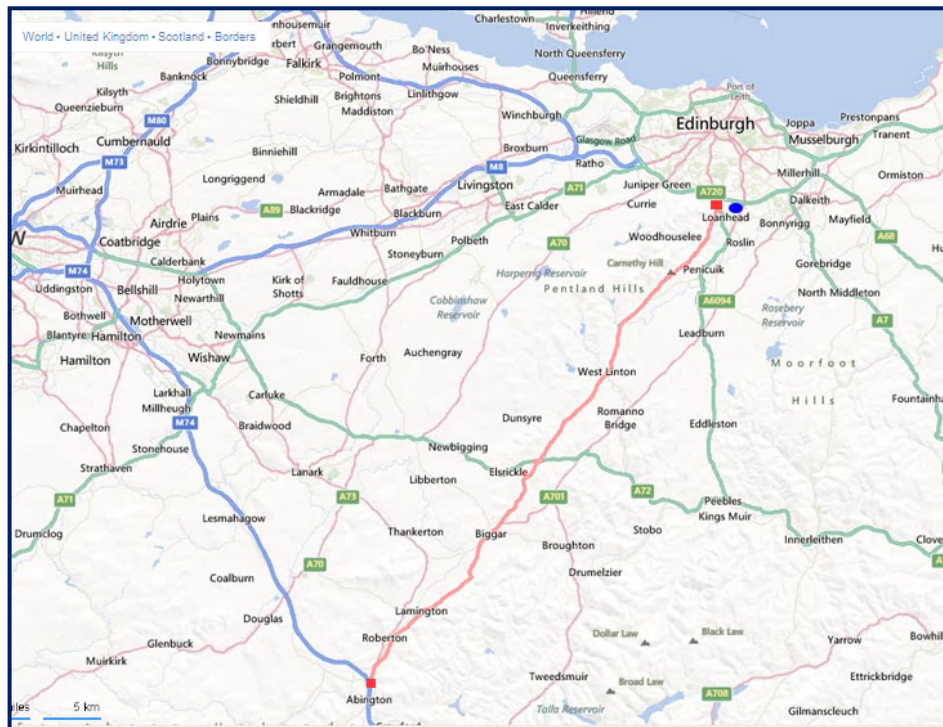 World • United Kingdom • Scotland • Borders
Charlestown
Inverkeithing
North Queensferry
Queensferry
Grangemouth
Bo'Ness
Falkirk
Polmont
Muirhouses
Bonnybridge
Kilsyth
Hills
Banknock
Kilsyth
Queenzieburn
Shieldhill
Brightons
Maddiston
Linlithgow
Winchburgh
Port of
Leith
Edinburgh
Joppa
Prestonpans
Musselburgh
Tranent
M80
Cumbernauld
Kirkintilloch
M73
Binniehill
Broxburn
Glasgow Road
Ratho
M8
Muirhead
Longriggend
Armadale
Bathgate
Livingston
A71
Juniper Green
A720
Millerhill
Ormiston
Airdrie
Plains
A89
Blackridge
Blackburn
East Calder
Currie
Loanhead
Dalkeith
Bonnyrigg
Mayfield
Coatbridge
Whitburn
Polbeth
A70
Woodhouselee
Roslin
A68
Calderbank
Stoneyburn
M74
Holytown
Kirk of
Shotts
Fauldhouse
Harperrig Reservoir
Carnethy Hill
Penicuik
Gorebridge
Uddingston
Bellshill
Newarthill
Pentland Hills
North Middleton
Bothwell
Motherwell
Cobbinshaw
Reservoir
A6094
Rosebery
Reservoir
A7
Blantyre
Hamilton
Newmains
Leadburn
Hamilton
Wishaw
Forth
Auchengray
Moorfoot
Hills
West Linton
Larkhall
Millheugh
Carluke
Dunsyre
Romanno
Bridge
Chapelton
M74
Braidwood
Eddleston
Stonehouse
Newbigging
Strathaven
Lanark
Libberton
Elsrickle
A71
A73
A701
A72
Peebles
Kings Muir
Lesmahagow
Drumclog
Thankerton
Biggar
Stobo
Innerleithen
Broughton
A70
Coalburn
Drumelzier
Douglas
Lamington
Roberton
Dollar Law
Black Law
Yarrow
Glenbuck
Muirkirk
Abington
Tweedsmuir
Broad Law
A708
Ettrickbridge
Talla Reservoir
Gilmanscleuch
5 km